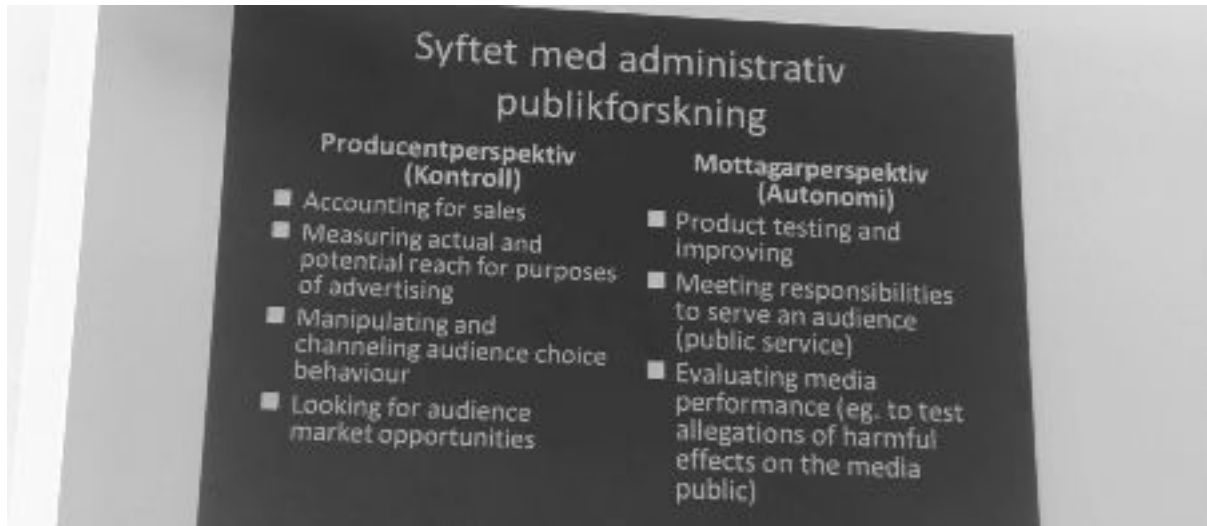 Syftet med administrativ
publikforskning
Producentperspektiv
(Kontroll)
■ Accounting for sales
■ Measuring actual and
potential reach for purposes
of advertising
■ Manipulating and
channeling audience choice
behaviour
■ Looking for audience
market opportunities
Mottagarperspektiv
(Autonomi)
■ Product testing and
improving
■ Meeting responsibilities
to serve an audience
(public service)
■ Evaluating media
performance (eg. to test
allegations of harmful
effects on the media
public)